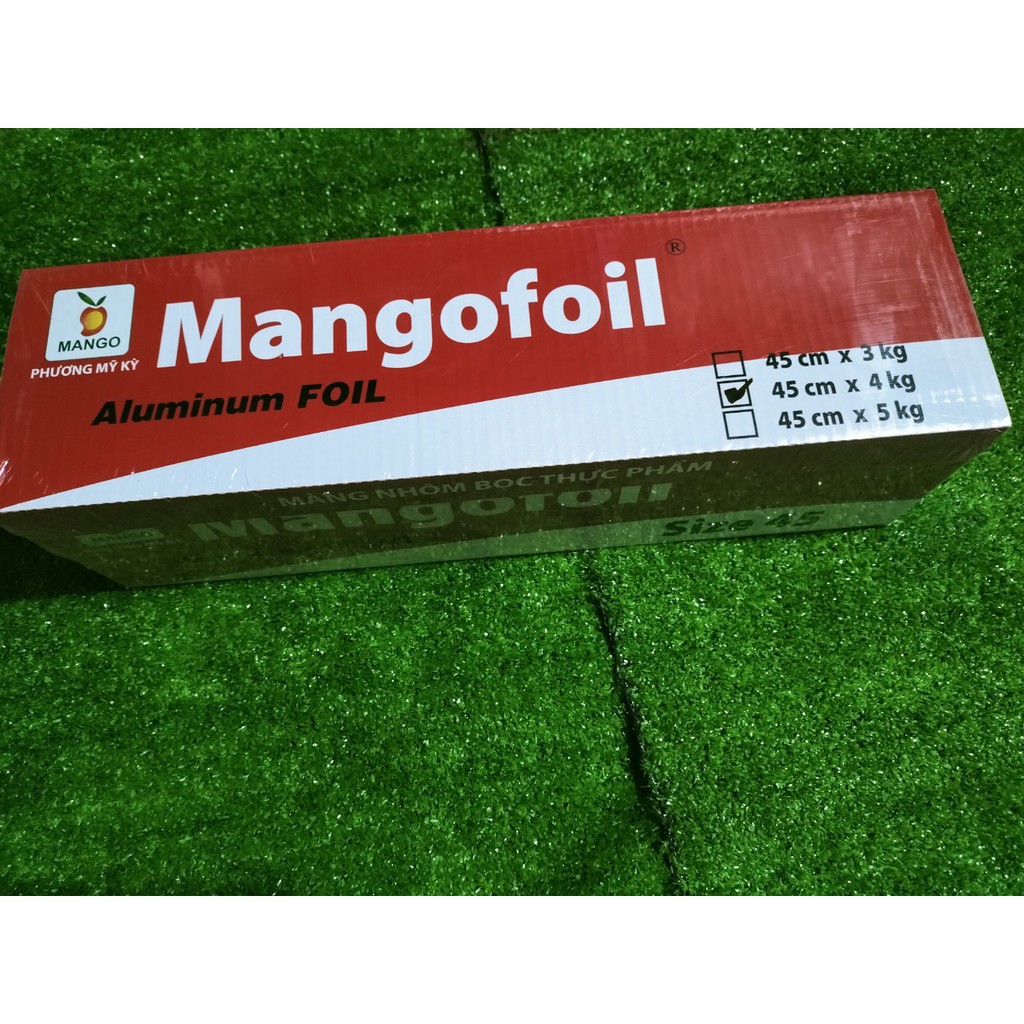 MANGO
PHƯƠNG MỸ KỲ
Mangofoil®
Aluminum FOIL
45 cm x 3 kg
45 cm x 4 kg
45 cm x 5 kg
MÀNG NHÔM BỌC THỰC PHẨM
Mangofoil
Size 45
MANGO